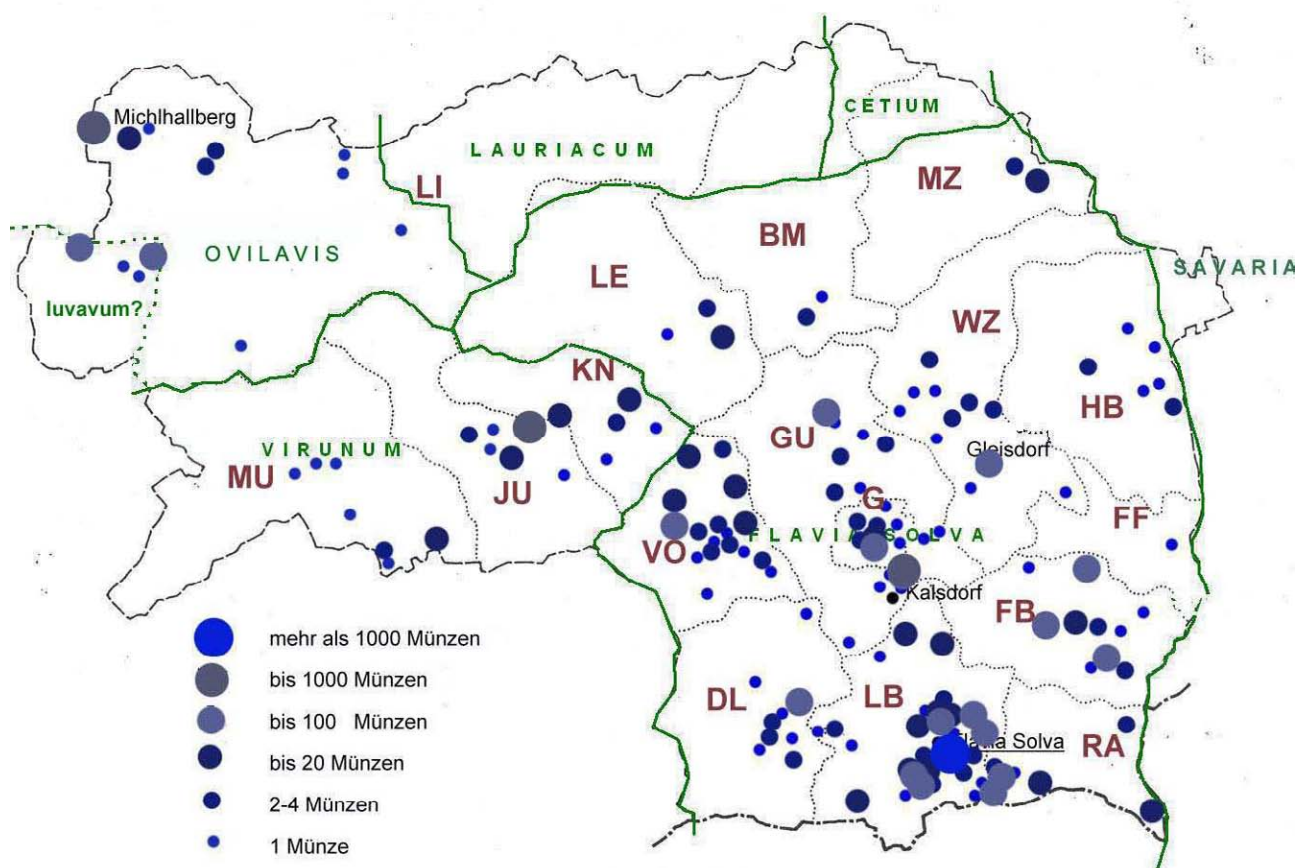 Michlhallberg
CETIUM
LAURIACUM
MZ
LI
BM
OVILAVIS
SAVARIA
LE
Iuvavum?
WZ
KN
HB
GU
VIRUNUM
Gleisdorf
MU
JU
G
FF
FLAVIA SOLVA
VO
Kalsdorf
FB
mehr als 1000 Münzen
bis 1000 Münzen
DL
LB
bis 100 Münzen
Flavia Solva
RA
bis 20 Münzen
2-4 Münzen
1 Münze